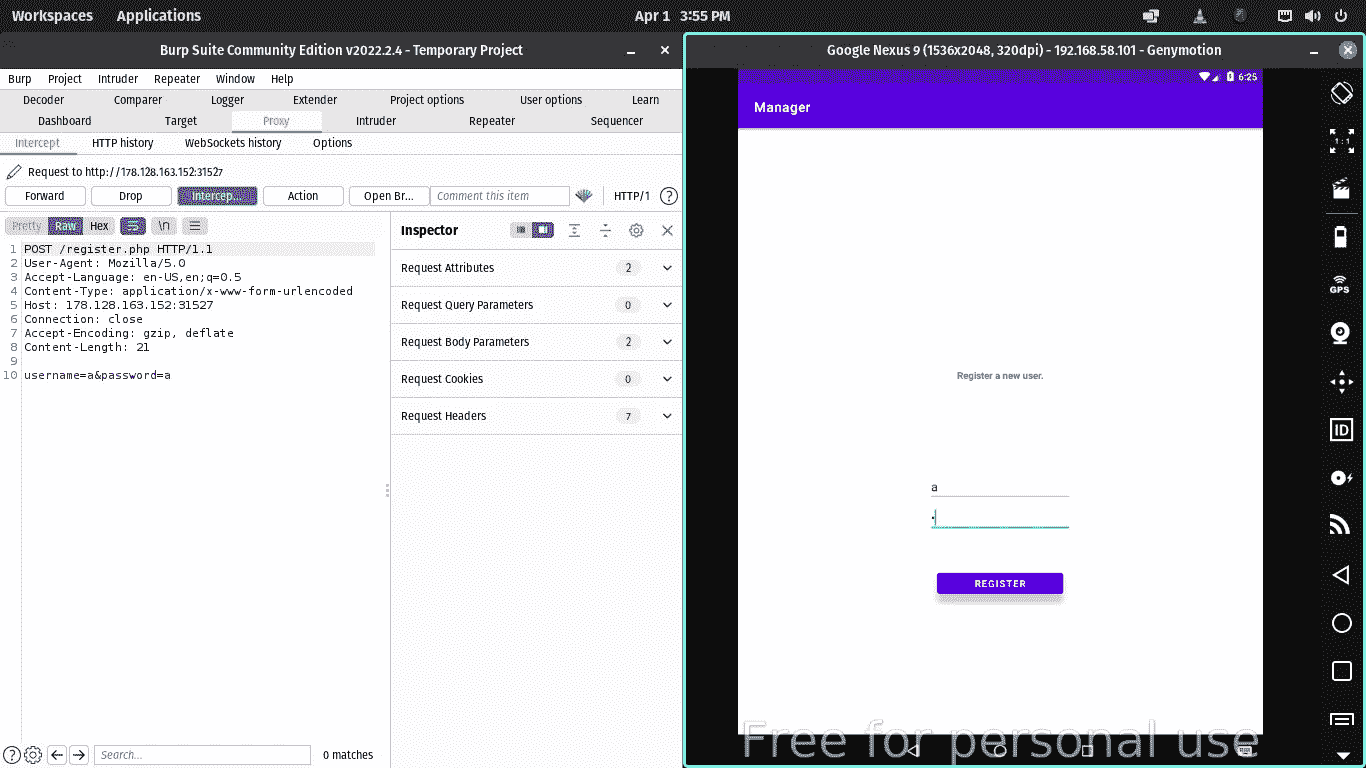 Workspaces Applications Apr 1 3:55 PM
Burp Suite Community Edition v2022.2.4 - Temporary Project
Burp Project Intruder Repeater Window Help
Decoder Comparer Logger Extender Project options User options Learn
Dashboard Target Proxy Intruder Repeater Sequencer
Intercept HTTP history WebSockets history Options
Request to http://178.128.163.152:31527
Forward Drop Intercep... Action Open Br... Comment this item HTTP/1 ?
Pretty Raw Hex \n
1 POST /register.php HTTP/1.1
2 User-Agent: Mozilla/5.0
3 Accept-Language: en-US,en;q=0.5
4 Content-Type: application/x-www-form-urlencoded
5 Host: 178.128.163.152:31527
6 Connection: close
7 Accept-Encoding: gzip, deflate
8 Content-Length: 21
9
10 username=a&password=a
Inspector
Request Attributes 2
Request Query Parameters 0
Request Body Parameters 2
Request Cookies 0
Request Headers 7
? Search... 0 matches
Google Nexus 9 (1536x2048, 320dpi) - 192.168.58.101 - Genymotion
6:25
Manager
Register a new user.
a
REGISTER
Free for personal use
1:1
GPS
ID